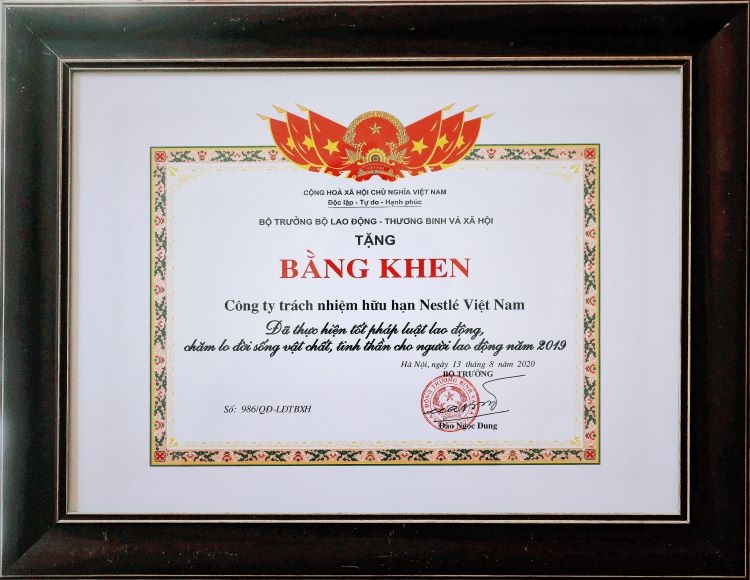 CỘNG HOÀ XÃ HỘI CHỦ NGHĨA VIỆT NAM
Độc lập - Tự do - Hạnh phúc
BỘ TRƯỞNG BỘ LAO ĐỘNG - THƯƠNG BINH VÀ XÃ HỘI
TẶNG
BẰNG KHEN
Công ty trách nhiệm hữu hạn Nestlé Việt Nam
Đã thực hiện tốt pháp luật lao động,
chăm lo đời sống vật chất, tinh thần cho người lao động năm 2019
Hà Nội, ngày 13 tháng 8 năm 2020
BỘ TRƯỞNG
Số: 986/QĐ-LĐTBXH
Đào Ngọc Dung